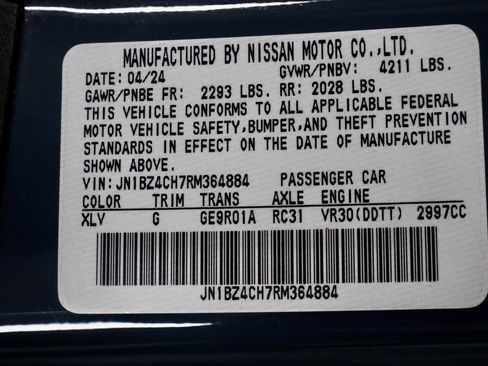 MANUFACTURED BY NISSAN MOTOR CO.,LTD.
DATE: 04/24 GVWR/PNBV: 4211 LBS.
GAWR/PNBE FR: 2293 LBS. RR: 2028 LBS.
THIS VEHICLE CONFORMS TO ALL APPLICABLE FEDERAL
MOTOR VEHICLE SAFETY,BUMPER,AND THEFT PREVENTION
STANDARDS IN EFFECT ON THE DATE OF MANUFACTURE
SHOWN ABOVE.
VIN: JN1BZ4CH7RM364884 PASSENGER CAR
COLOR TRIM TRANS AXLE ENGINE
XLV G GE9R01A RC31 VR30(DDTT) 2997CC
JN1BZ4CH7RM364884